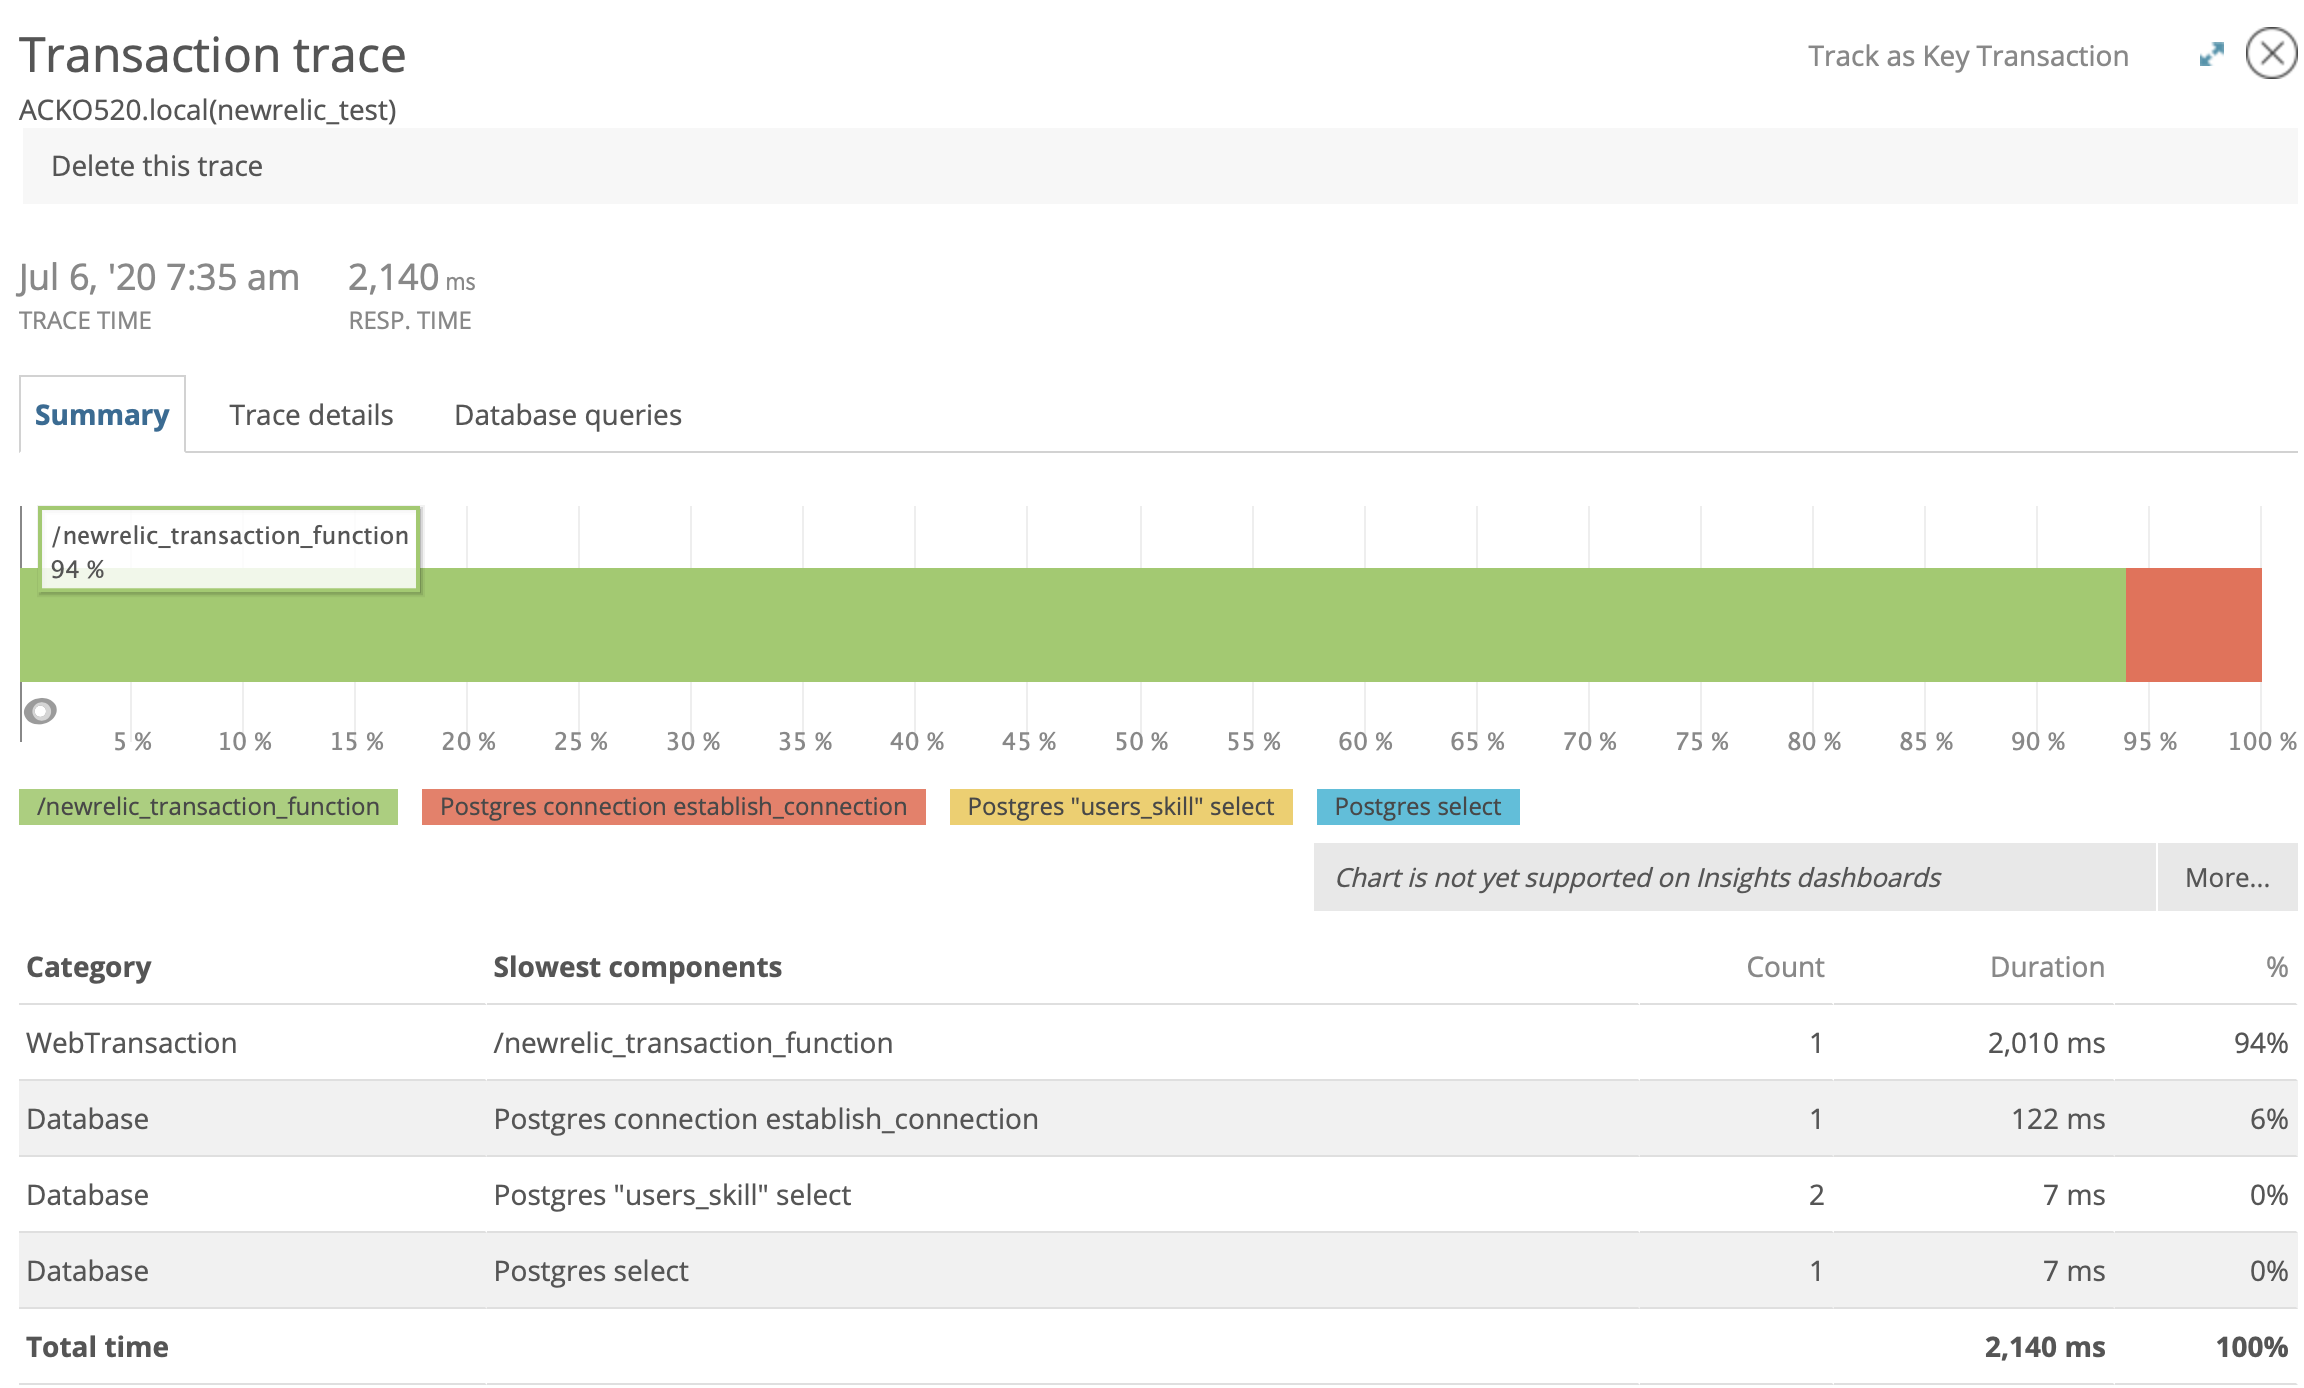 Transaction trace
Track as Key Transaction
ACKO520.local(newrelic_test)
Delete this trace
Jul 6, '20 7:35 am 2,140 ms
TRACE TIME RESP. TIME
Summary Trace details Database queries
/newrelic_transaction_function
94 %
5 % 10 % 15 % 20 % 25 % 30 % 35 % 40 % 45 % 50 % 55 % 60 % 65 % 70 % 75 % 80 % 85 % 90 % 95 % 100 %
/newrelic_transaction_function Postgres connection establish_connection Postgres "users_skill" select Postgres select
Chart is not yet supported on Insights dashboards More...
Category Slowest components Count Duration %
WebTransaction /newrelic_transaction_function 1 2,010 ms 94%
Database Postgres connection establish_connection 1 122 ms 6%
Database Postgres "users_skill" select 2 7 ms 0%
Database Postgres select 1 7 ms 0%
Total time 2,140 ms 100%